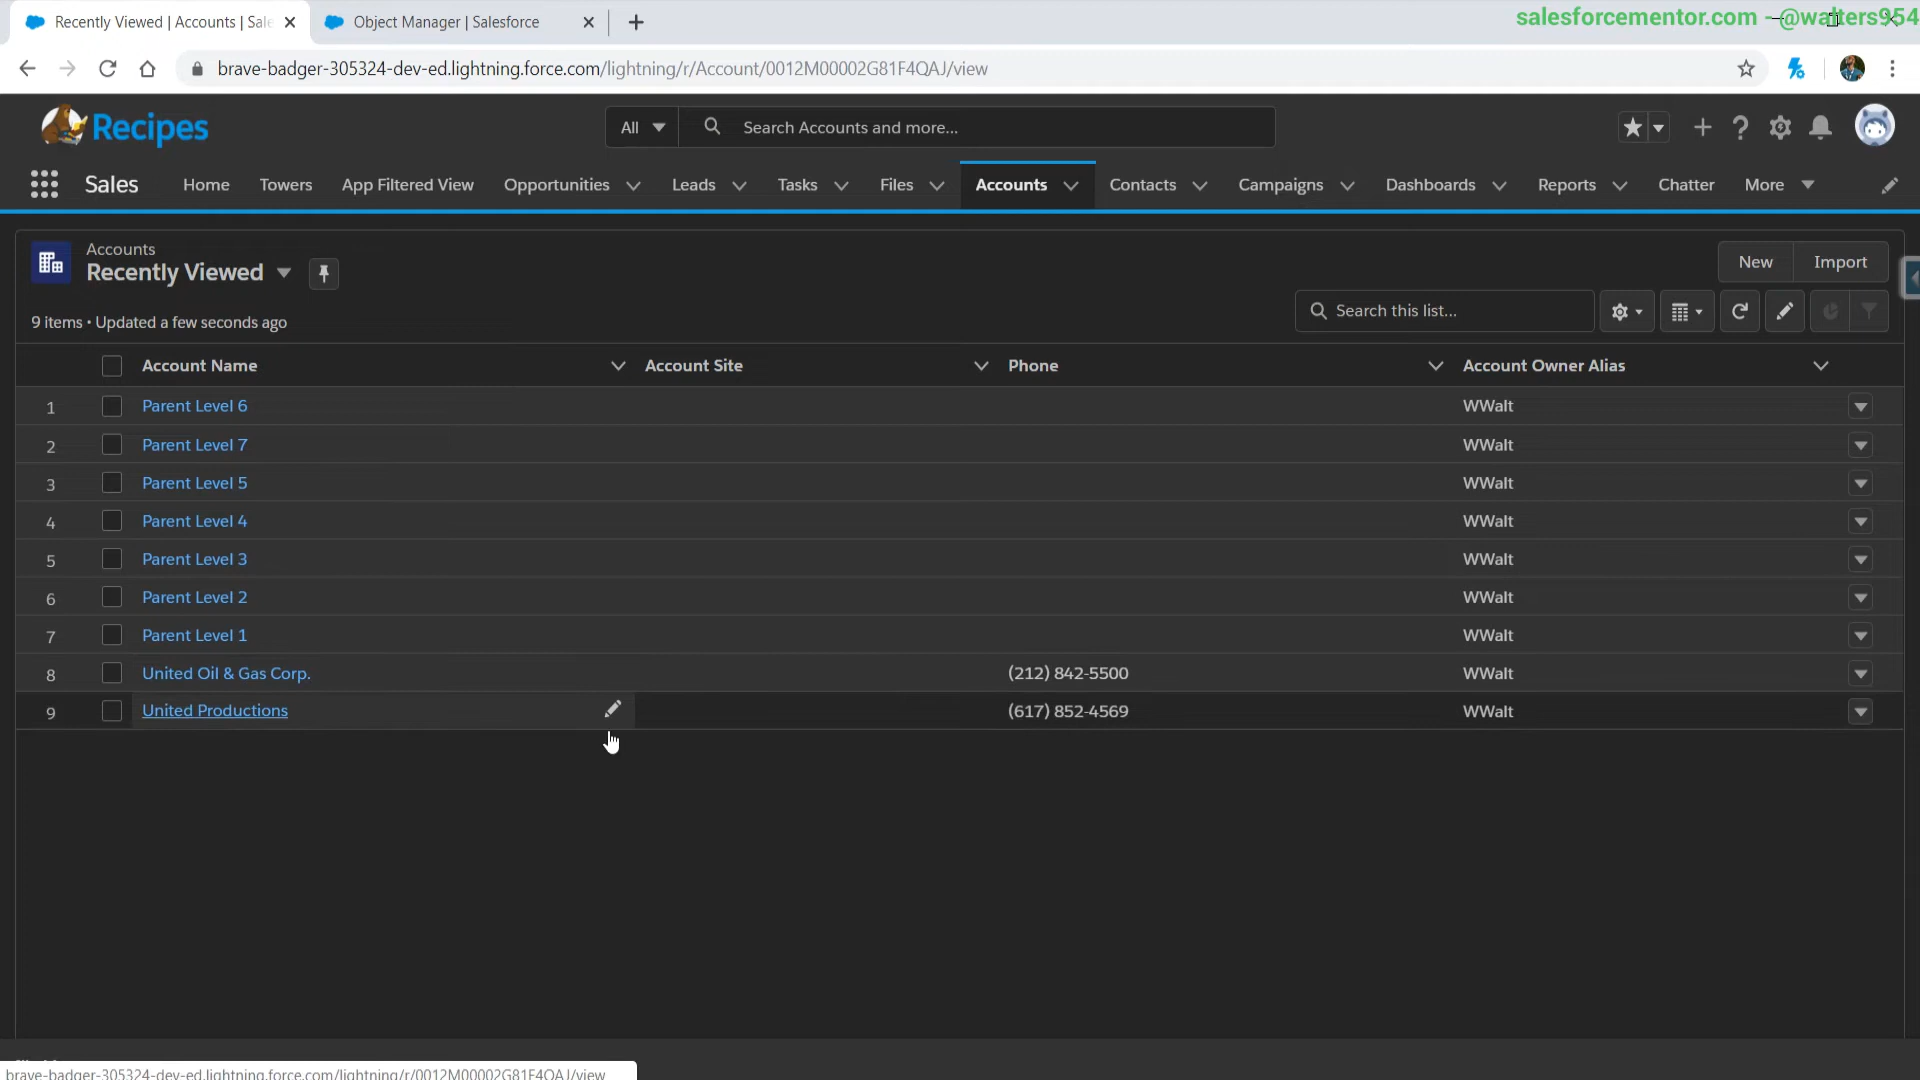 Recently Viewed | Accounts | Sale
Object Manager | Salesforce
salesforcementor.com - @walters954
brave-badger-305324-dev-ed.lightning.force.com/lightning/r/Account/0012M00002G81F4QAJ/view
Recipes
All
Search Accounts and more...
Sales
Home
Towers
App Filtered View
Opportunities
Leads
Tasks
Files
Accounts
Contacts
Campaigns
Dashboards
Reports
Chatter
More
Accounts
Recently Viewed
New
Import
9 items • Updated a few seconds ago
Search this list...
Account Name
Account Site
Phone
Account Owner Alias
1 Parent Level 6 WWalt
2 Parent Level 7 WWalt
3 Parent Level 5 WWalt
4 Parent Level 4 WWalt
5 Parent Level 3 WWalt
6 Parent Level 2 WWalt
7 Parent Level 1 WWalt
8 United Oil & Gas Corp. (212) 842-5500 WWalt
9 United Productions (617) 852-4569 WWalt
brave-badger-305324-dev-ed.lightning.force.com/lightning/r/0012M00002G81F4QAJ/view